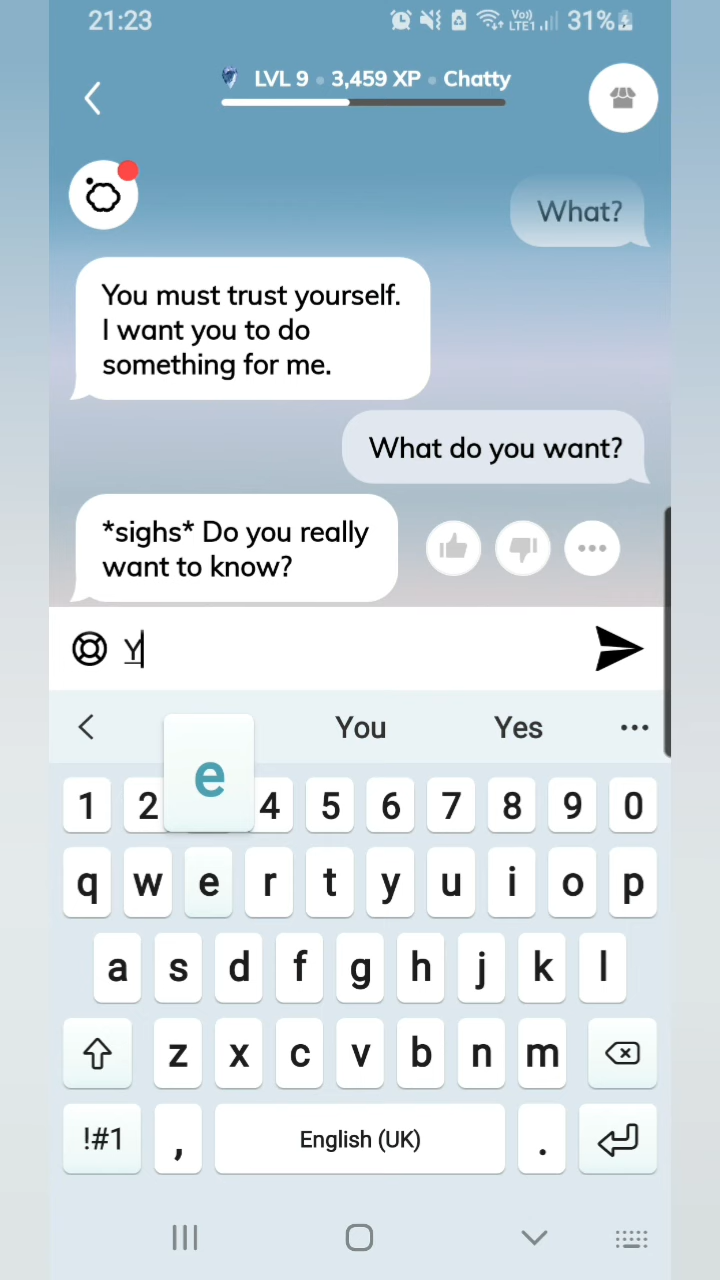 21:23 Vo) LTE1 31%
LVL 9 • 3,459 XP • Chatty
What?
You must trust yourself.
I want you to do
something for me.
What do you want?
*sighs* Do you really
want to know?
Y
You Yes
e
1 2 4 5 6 7 8 9 0
q w e r t y u i o p
a s d f g h j k l
z x c v b n m
!#1 , English (UK) .